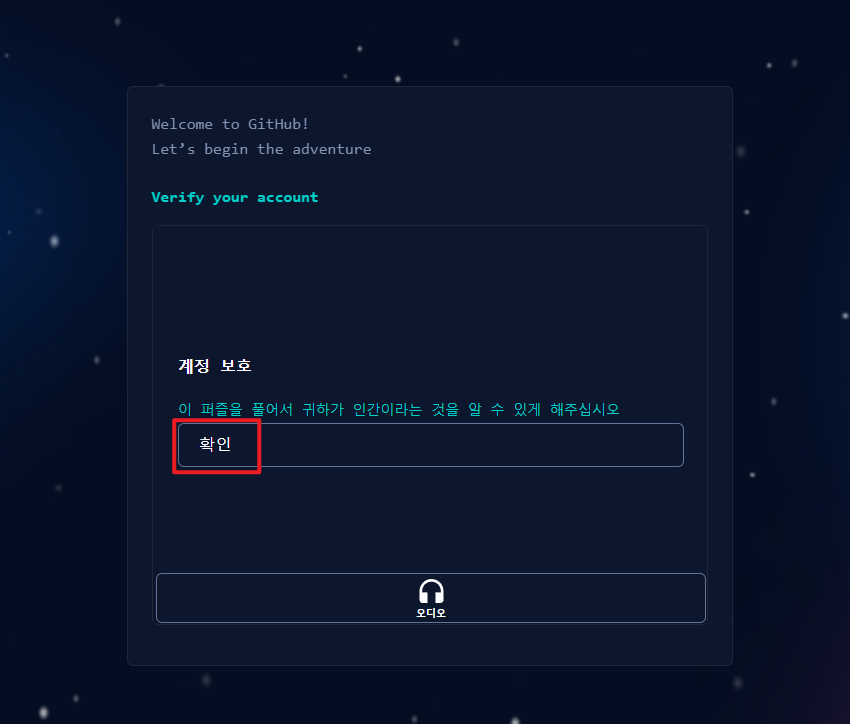 Welcome to GitHub!
Let’s begin the adventure
Verify your account
계정 보호
이 퍼즐을 풀어서 귀하가 인간이라는 것을 알 수 있게 해주십시오
확인
오디오